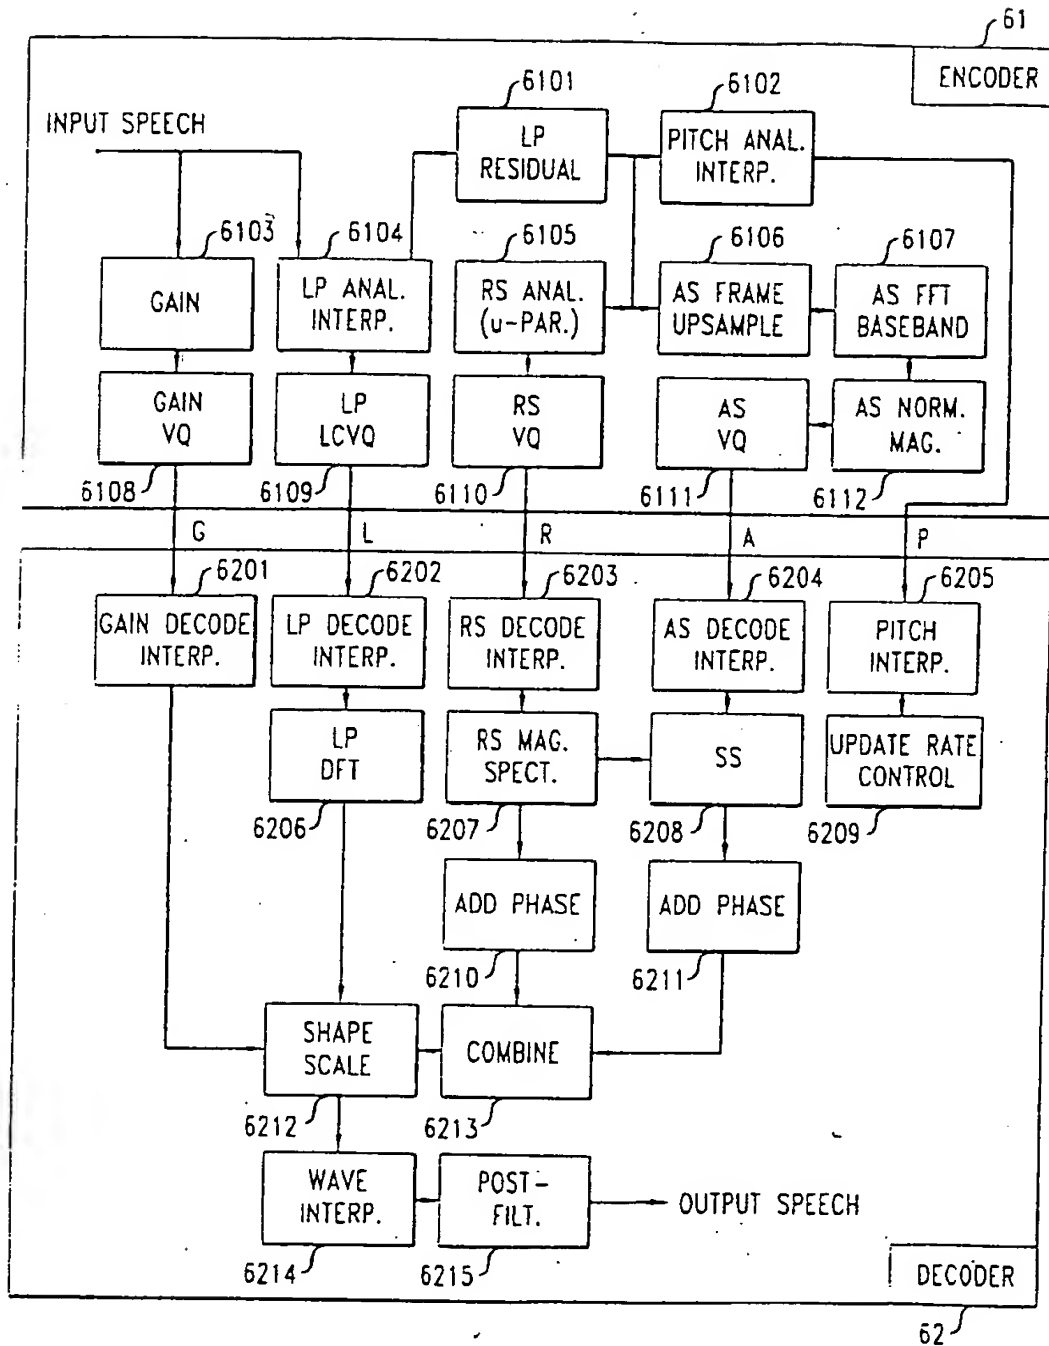 61
ENCODER
INPUT SPEECH
6101
LP
RESIDUAL
6102
PITCH ANAL.
INTERP.
6103
GAIN
6104
LP ANAL.
INTERP.
6105
RS ANAL.
(u-PAR.)
6106
AS FRAME
UPSAMPLE
6107
AS FFT
BASEBAND
GAIN
VQ
6108
LP
LCVQ
6109
RS
VQ
6110
AS
VQ
6111
AS NORM.
MAG.
6112
G
L
R
A
P
6201
GAIN DECODE
INTERP.
6202
LP DECODE
INTERP.
6203
RS DECODE
INTERP.
6204
AS DECODE
INTERP.
6205
PITCH
INTERP.
LP
DFT
6206
RS MAG.
SPECT.
6207
SS
6208
UPDATE RATE
CONTROL
6209
ADD PHASE
6210
ADD PHASE
6211
SHAPE
SCALE
6212
COMBINE
6213
WAVE
INTERP.
6214
POST-
FILT.
6215
OUTPUT SPEECH
DECODER
62